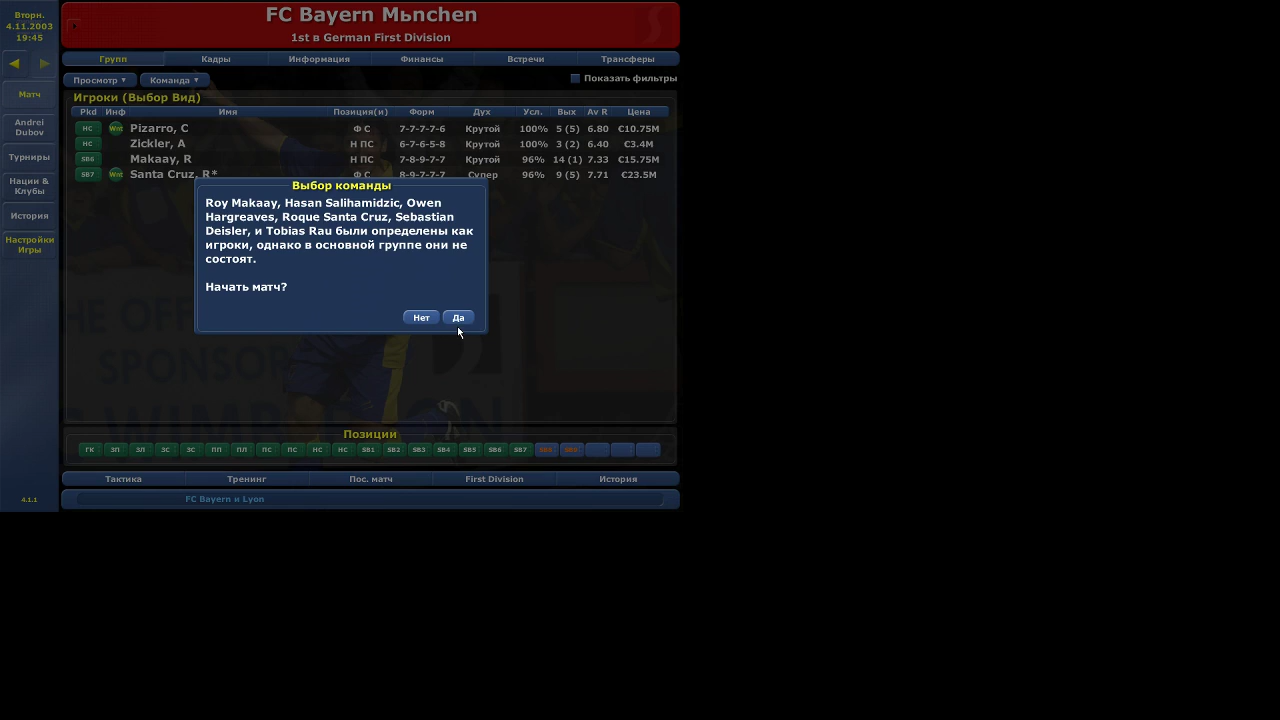 Вторн.
4.11.2003
19:45
FC Bayern Mьnchen
1st в German First Division
Групп Кадры Информация Финансы Встречи Трансферы
Просмотр Команда Показать фильтры
Матч
Andrei
Dubov
Турниры
Нации &
Клубы
История
Настройки
Игры
4.1.1
Игроки (Выбор Вид)
Pkd Инф Имя Позиция(и) Форм Дух Усл. Вых Av R Цена
НС Wnt Pizarro, C Ф С 7-7-7-7-6 Крутой 100% 5 (5) 6.80 €10.75M
НС Zickler, A Н ПС 6-7-6-5-8 Крутой 100% 3 (2) 6.40 €3.4M
SB6 Makaay, R Н ПС 7-8-9-7-7 Крутой 96% 14 (1) 7.33 €15.75M
SB7 Wnt Santa Cruz, R* Ф С 8-9-7-7-7 Супер 96% 9 (5) 7.71 €23.5M
Выбор команды
Roy Makaay, Hasan Salihamidzic, Owen
Hargreaves, Roque Santa Cruz, Sebastian
Deisler, и Tobias Rau были определены как
игроки, однако в основной группе они не
состоят.
Начать матч?
Нет Да
Позиции
ГК ЗП ЗЛ ЗС ЗС ПП ПЛ ПС ПС НС НС SB1 SB2 SB3 SB4 SB5 SB6 SB7
Тактика Тренинг Пос. матч First Division История
FC Bayern и Lyon
THE OFF
SPONSOR
WIMB